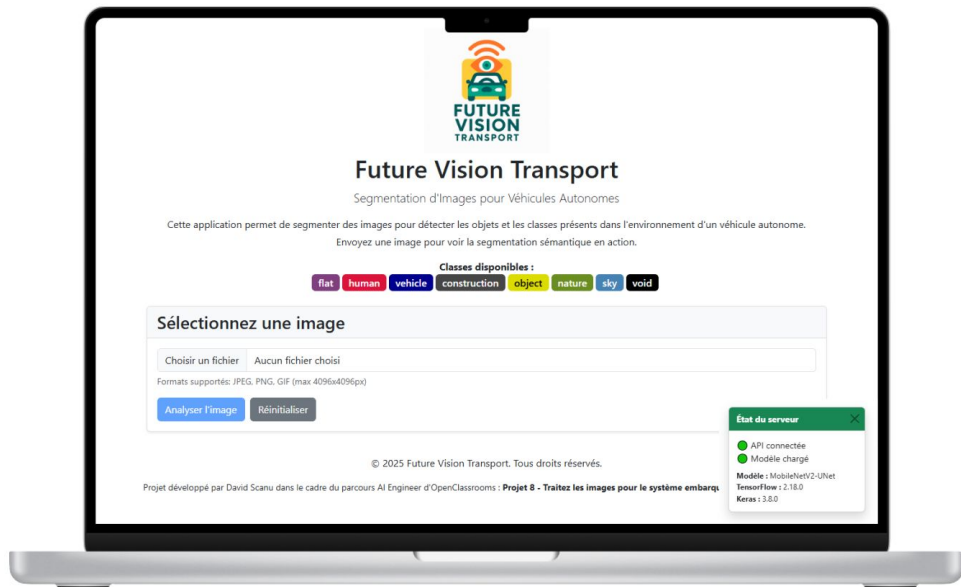 FUTURE
VISION
TRANSPORT
Future Vision Transport
Segmentation d'Images pour Véhicules Autonomes
Cette application permet de segmenter des images pour détecter les objets et les classes présents dans l'environnement d'un véhicule autonome.
Envoyez une image pour voir la segmentation sémantique en action.
Classes disponibles :
flat human vehicle construction object nature sky void
Sélectionnez une image
Choisir un fichier Aucun fichier choisi
Formats supportés: JPEG, PNG, GIF (max 4096x4096px)
Analyser l'image Réinitialiser
État du serveur
API connectée
Modèle chargé
Modèle : MobileNetV2-UNet
TensorFlow : 2.18.0
Keras : 3.8.0
© 2025 Future Vision Transport. Tous droits réservés.
Projet développé par David Scanu dans le cadre du parcours AI Engineer d'OpenClassrooms : Projet 8 - Traitez les images pour le système embarqu